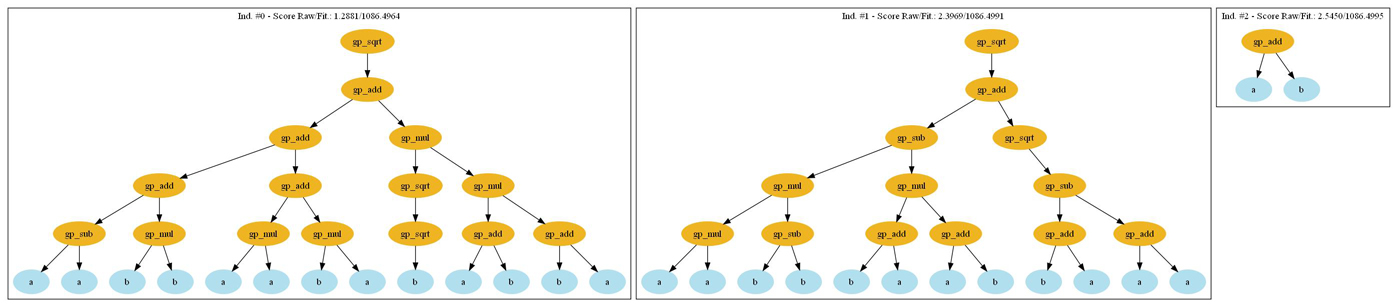 Ind. #0 - Score Raw/Fit.: 1.2881/1086.4964
gp_sqrt
gp_add
gp_add gp_mul
gp_add gp_add gp_sqrt gp_mul
gp_sub gp_mul gp_mul gp_mul gp_sqrt gp_add gp_add
a a b b a a b a b a b b a
Ind. #1 - Score Raw/Fit.: 2.3969/1086.4991
gp_sqrt
gp_add
gp_sub gp_sqrt
gp_mul gp_mul gp_sub
gp_mul gp_sub gp_add gp_add gp_add gp_add
a a b b b a a b b a a a
Ind. #2 - Score Raw/Fit.: 2.5450/1086.4995
gp_add
a b